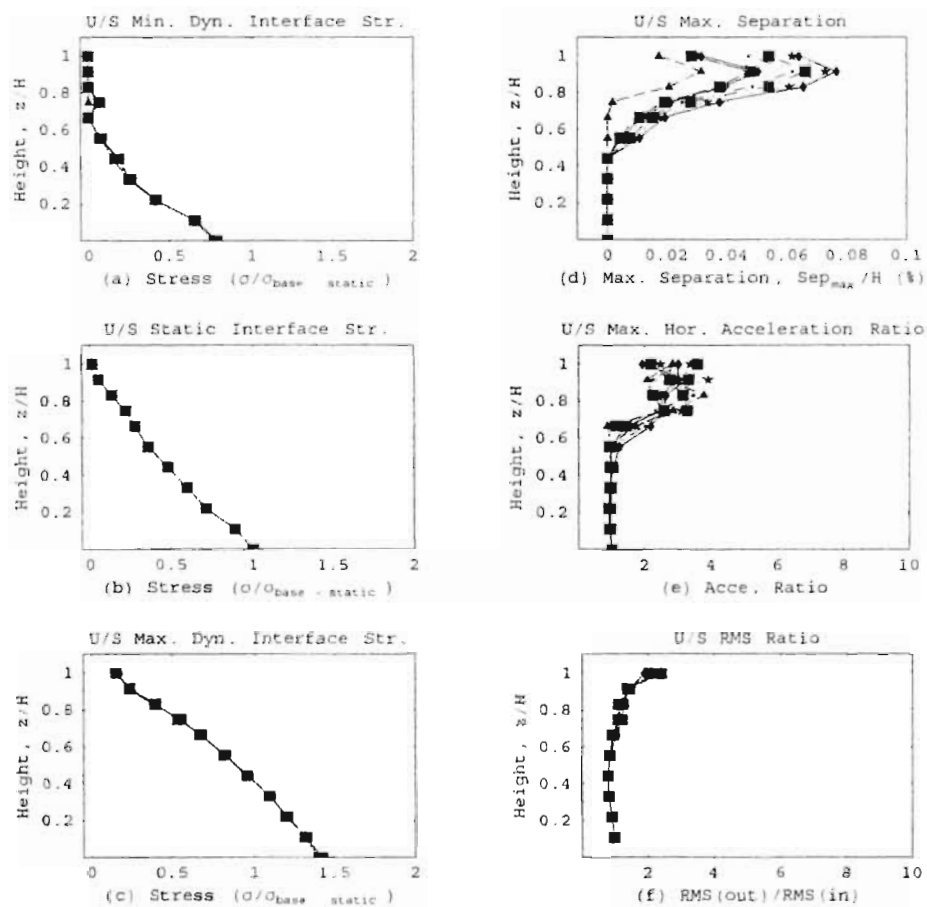 U/S Min. Dyn. Interface Str.
1
0.8
0.6
0.4
0.2
Height, z/H
0 0.5 1 1.5 2
(a) Stress (σ/σbase static)
U/S Static Interface Str.
1
0.8
0.6
0.4
0.2
Height, z/H
0 0.5 1 1.5 2
(b) Stress (σ/σbase - static)
U/S Max. Dyn. Interface Str.
1
0.8
0.6
0.4
0.2
Height, z/H
0 0.5 1 1.5 2
(c) Stress (σ/σbase static)
U/S Max. Separation
1
0.8
0.6
0.4
0.2
Height, z/H
0 0.02 0.04 0.06 0.08 0.1
(d) Max. Separation, Sepmax/H (%)
U/S Max. Hor. Acceleration Ratio
1
0.8
0.6
0.4
0.2
Height, z/H
2 4 6 8 10
(e) Acce. Ratio
U/S RMS Ratio
1
0.8
0.6
0.4
0.2
Height, z/H
2 4 6 8 10
(f) RMS(out)/RMS(in)